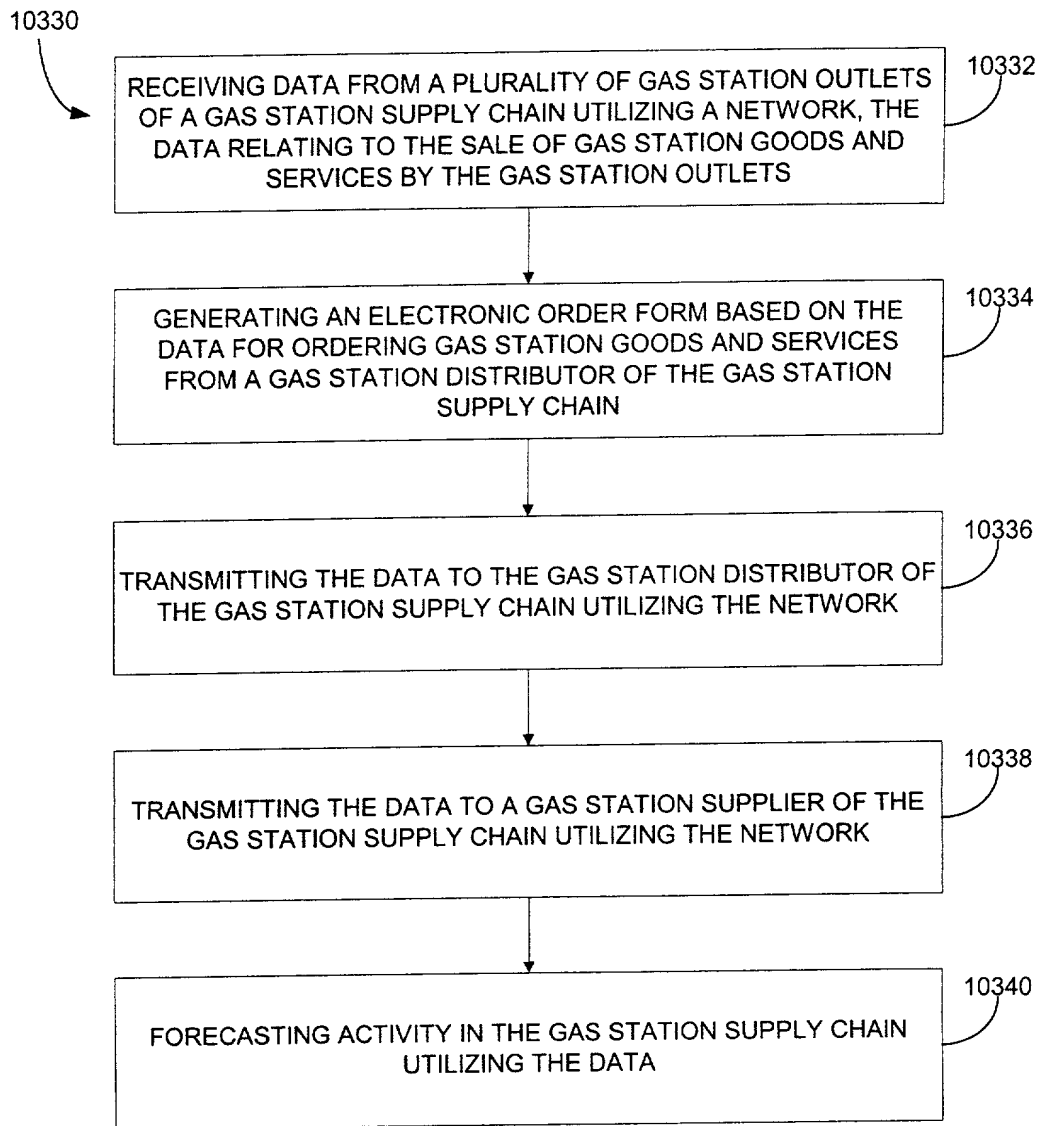 10330
RECEIVING DATA FROM A PLURALITY OF GAS STATION OUTLETS
OF A GAS STATION SUPPLY CHAIN UTILIZING A NETWORK, THE
DATA RELATING TO THE SALE OF GAS STATION GOODS AND
SERVICES BY THE GAS STATION OUTLETS
10332
GENERATING AN ELECTRONIC ORDER FORM BASED ON THE
DATA FOR ORDERING GAS STATION GOODS AND SERVICES
FROM A GAS STATION DISTRIBUTOR OF THE GAS STATION
SUPPLY CHAIN
10334
TRANSMITTING THE DATA TO THE GAS STATION DISTRIBUTOR OF
THE GAS STATION SUPPLY CHAIN UTILIZING THE NETWORK
10336
TRANSMITTING THE DATA TO A GAS STATION SUPPLIER OF THE
GAS STATION SUPPLY CHAIN UTILIZING THE NETWORK
10338
FORECASTING ACTIVITY IN THE GAS STATION SUPPLY CHAIN
UTILIZING THE DATA
10340